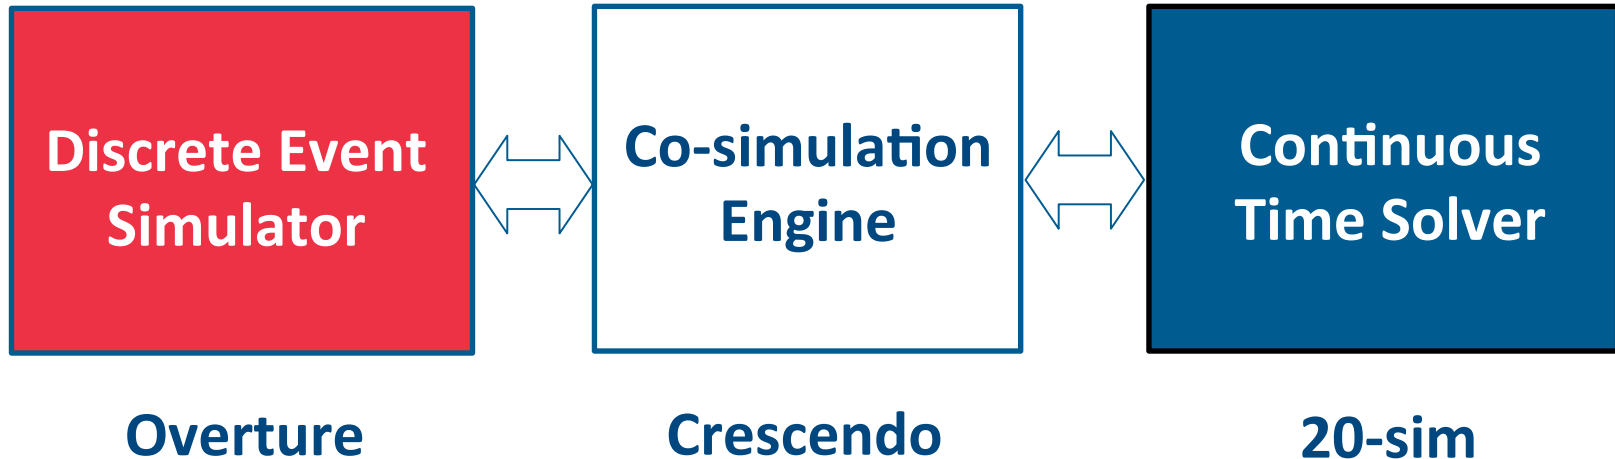 Discrete Event
Simulator
Co-simulation
Engine
Continuous
Time Solver
Overture
Crescendo
20-sim